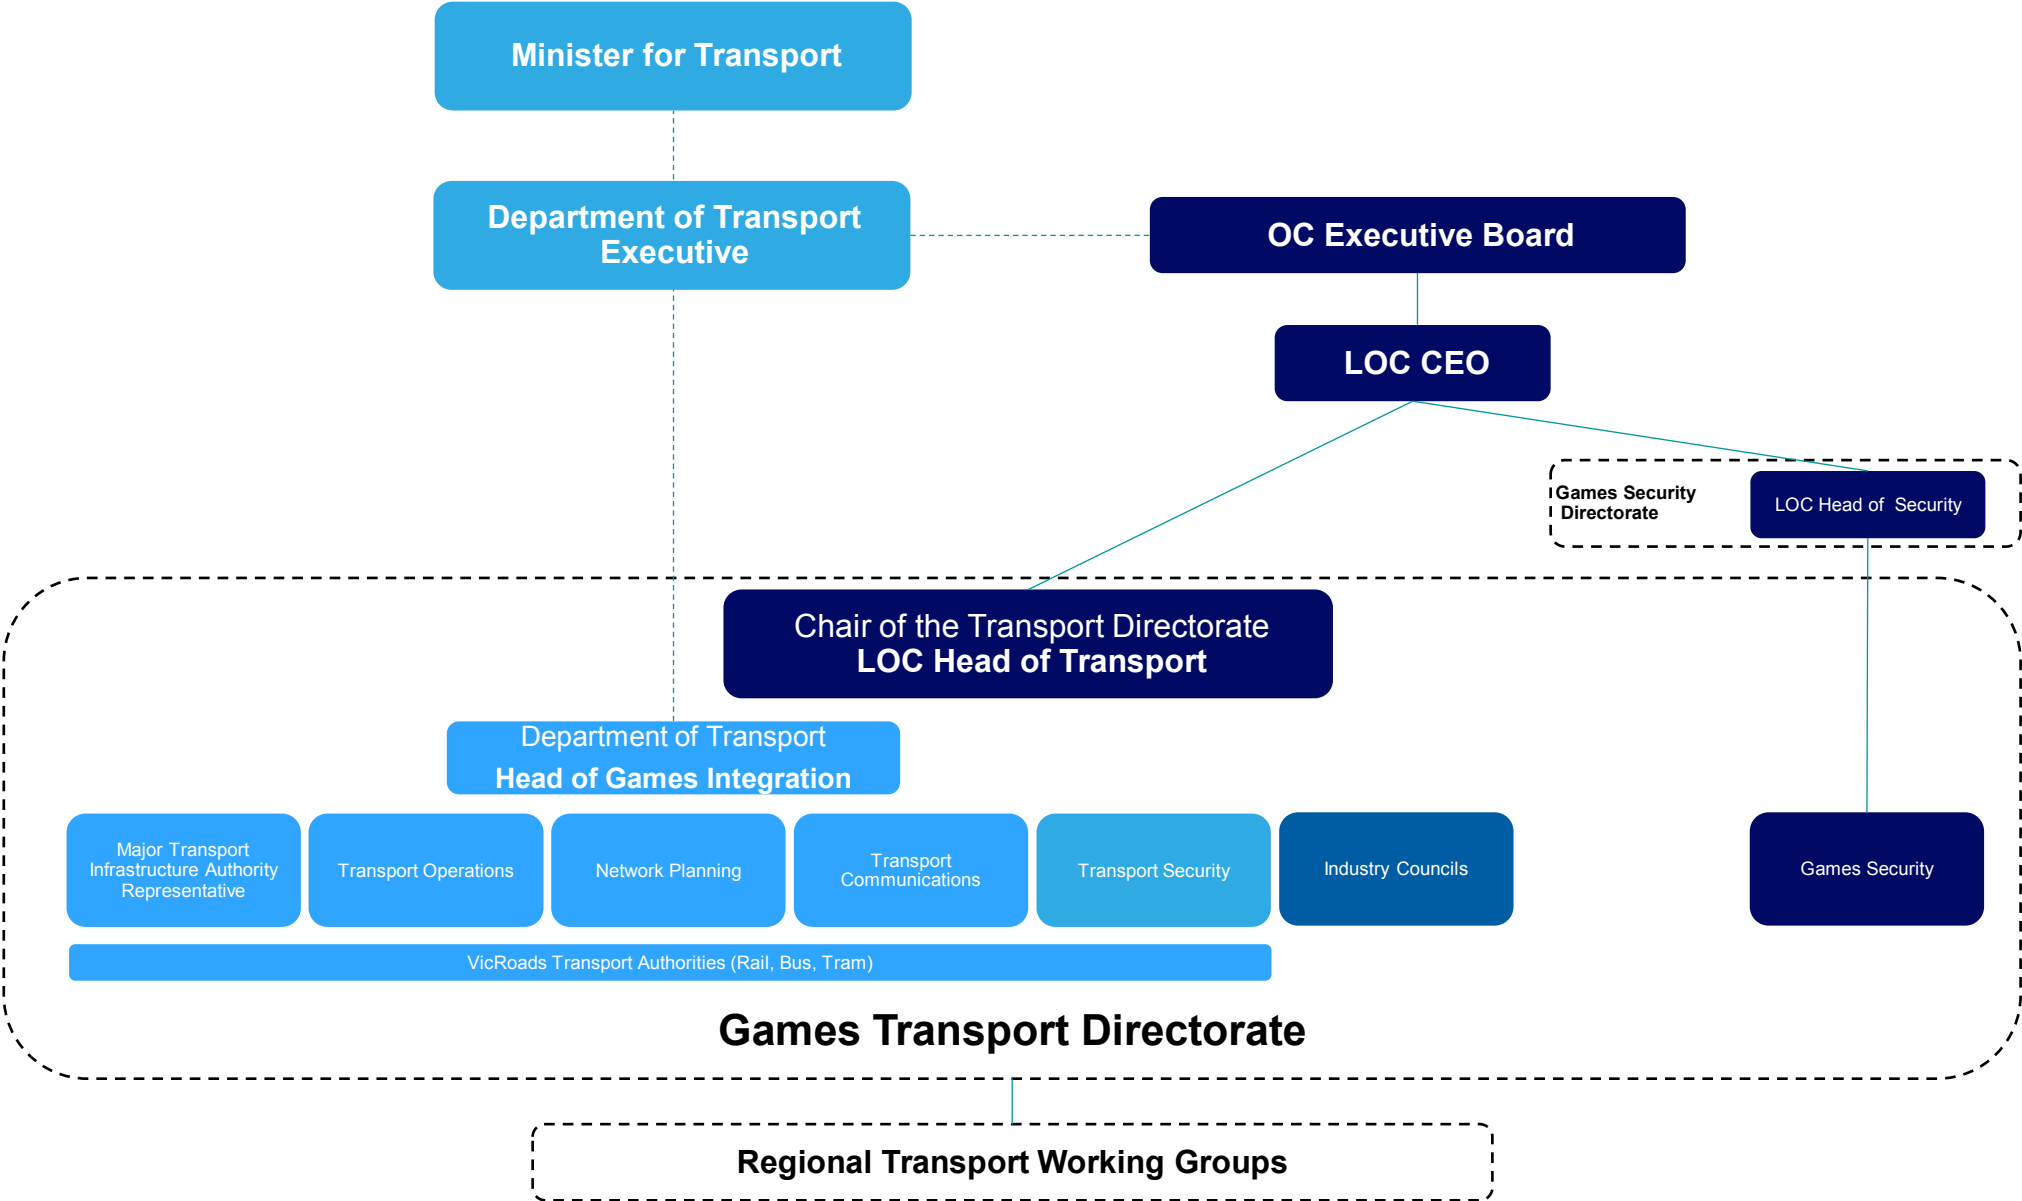 Minister for Transport
Department of Transport
Executive
OC Executive Board
LOC CEO
Games Security
Directorate
LOC Head of Security
Chair of the Transport Directorate
LOC Head of Transport
Department of Transport
Head of Games Integration
Major Transport
Infrastructure Authority
Representative
Transport Operations
Network Planning
Transport
Communications
Transport Security
Industry Councils
Games Security
VicRoads Transport Authorities (Rail, Bus, Tram)
Games Transport Directorate
Regional Transport Working Groups